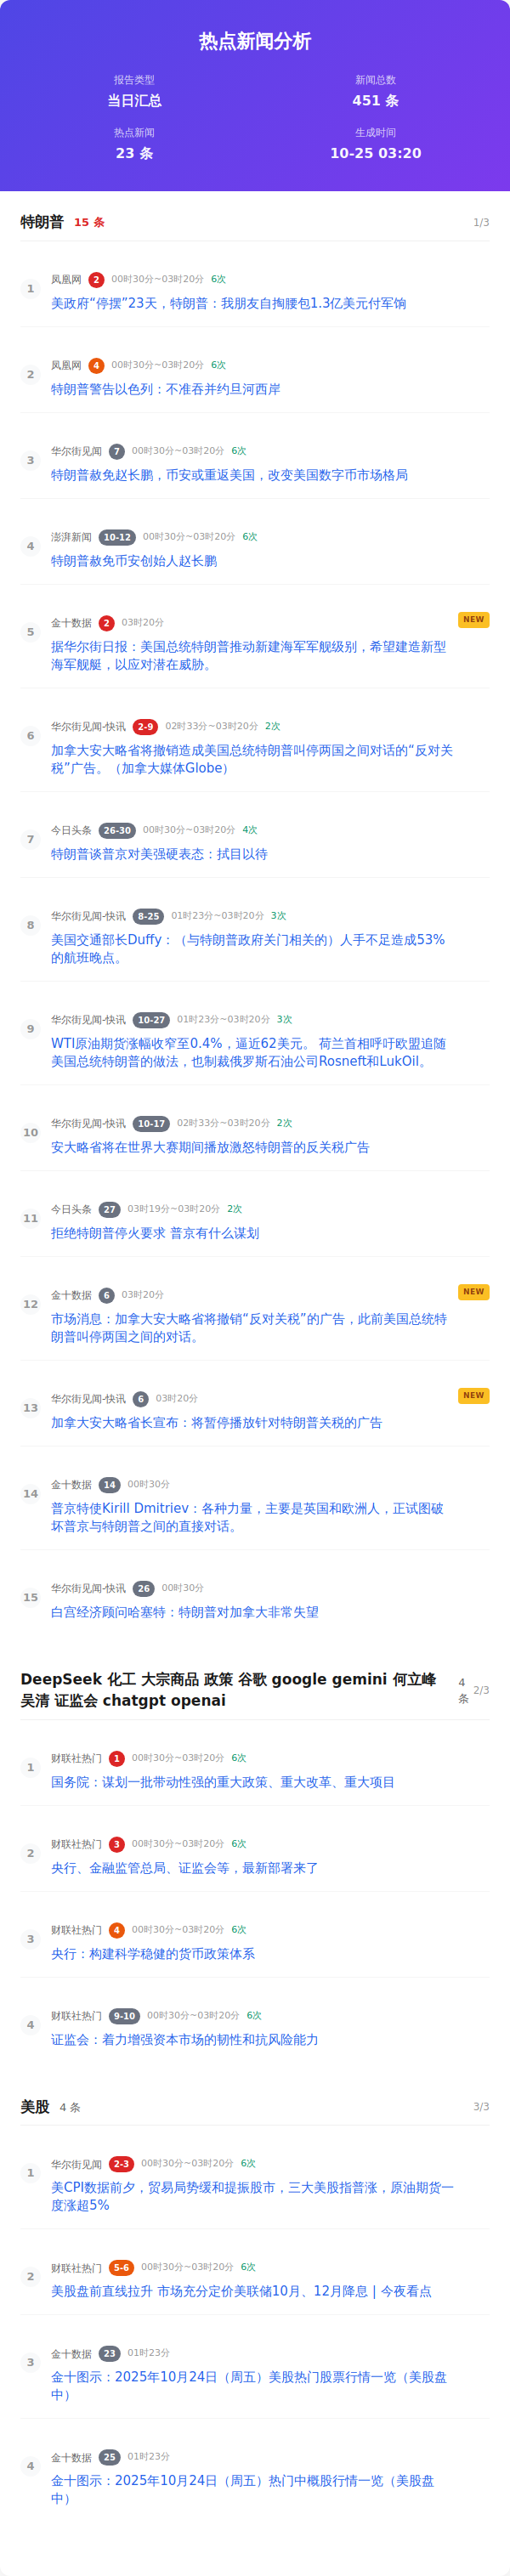 热点新闻分析
报告类型
新闻总数
当日汇总
451 条
热点新闻
生成时间
23 条
10-25 03:20
特朗普 15 条 1/3
1
凤凰网 2 00时30分~03时20分 6次
美政府“停摆”23天，特朗普：我朋友自掏腰包1.3亿美元付军饷
2
凤凰网 4 00时30分~03时20分 6次
特朗普警告以色列：不准吞并约旦河西岸
3
华尔街见闻 7 00时30分~03时20分 6次
特朗普赦免赵长鹏，币安或重返美国，改变美国数字币市场格局
4
澎湃新闻 10-12 00时30分~03时20分 6次
特朗普赦免币安创始人赵长鹏
5
金十数据 2 03时20分 NEW
据华尔街日报：美国总统特朗普推动新建海军军舰级别，希望建造新型
海军舰艇，以应对潜在威胁。
6
华尔街见闻-快讯 2-9 02时33分~03时20分 2次
加拿大安大略省将撤销造成美国总统特朗普叫停两国之间对话的“反对关
税”广告。（加拿大媒体Globe）
7
今日头条 26-30 00时30分~03时20分 4次
特朗普谈普京对美强硬表态：拭目以待
8
华尔街见闻-快讯 8-25 01时23分~03时20分 3次
美国交通部长Duffy：（与特朗普政府关门相关的）人手不足造成53%
的航班晚点。
9
华尔街见闻-快讯 10-27 01时23分~03时20分 3次
WTI原油期货涨幅收窄至0.4%，逼近62美元。 荷兰首相呼吁欧盟追随
美国总统特朗普的做法，也制裁俄罗斯石油公司Rosneft和LukOil。
10
华尔街见闻-快讯 10-17 02时33分~03时20分 2次
安大略省将在世界大赛期间播放激怒特朗普的反关税广告
11
今日头条 27 03时19分~03时20分 2次
拒绝特朗普停火要求 普京有什么谋划
12
金十数据 6 03时20分 NEW
市场消息：加拿大安大略省将撤销“反对关税”的广告，此前美国总统特
朗普叫停两国之间的对话。
13
华尔街见闻-快讯 6 03时20分 NEW
加拿大安大略省长宣布：将暂停播放针对特朗普关税的广告
14
金十数据 14 00时30分
普京特使Kirill Dmitriev：各种力量，主要是英国和欧洲人，正试图破
坏普京与特朗普之间的直接对话。
15
华尔街见闻-快讯 26 00时30分
白宫经济顾问哈塞特：特朗普对加拿大非常失望
DeepSeek 化工 大宗商品 政策 谷歌 google gemini 何立峰
吴清 证监会 chatgpt openai
4
条
2/3
1
财联社热门 1 00时30分~03时20分 6次
国务院：谋划一批带动性强的重大政策、重大改革、重大项目
2
财联社热门 3 00时30分~03时20分 6次
央行、金融监管总局、证监会等，最新部署来了
3
财联社热门 4 00时30分~03时20分 6次
央行：构建科学稳健的货币政策体系
4
财联社热门 9-10 00时30分~03时20分 6次
证监会：着力增强资本市场的韧性和抗风险能力
美股 4 条 3/3
1
华尔街见闻 2-3 00时30分~03时20分 6次
美CPI数据前夕，贸易局势缓和提振股市，三大美股指普涨，原油期货一
度涨超5%
2
财联社热门 5-6 00时30分~03时20分 6次
美股盘前直线拉升 市场充分定价美联储10月、12月降息 | 今夜看点
3
金十数据 23 01时23分
金十图示：2025年10月24日（周五）美股热门股票行情一览（美股盘
中）
4
金十数据 25 01时23分
金十图示：2025年10月24日（周五）热门中概股行情一览（美股盘
中）